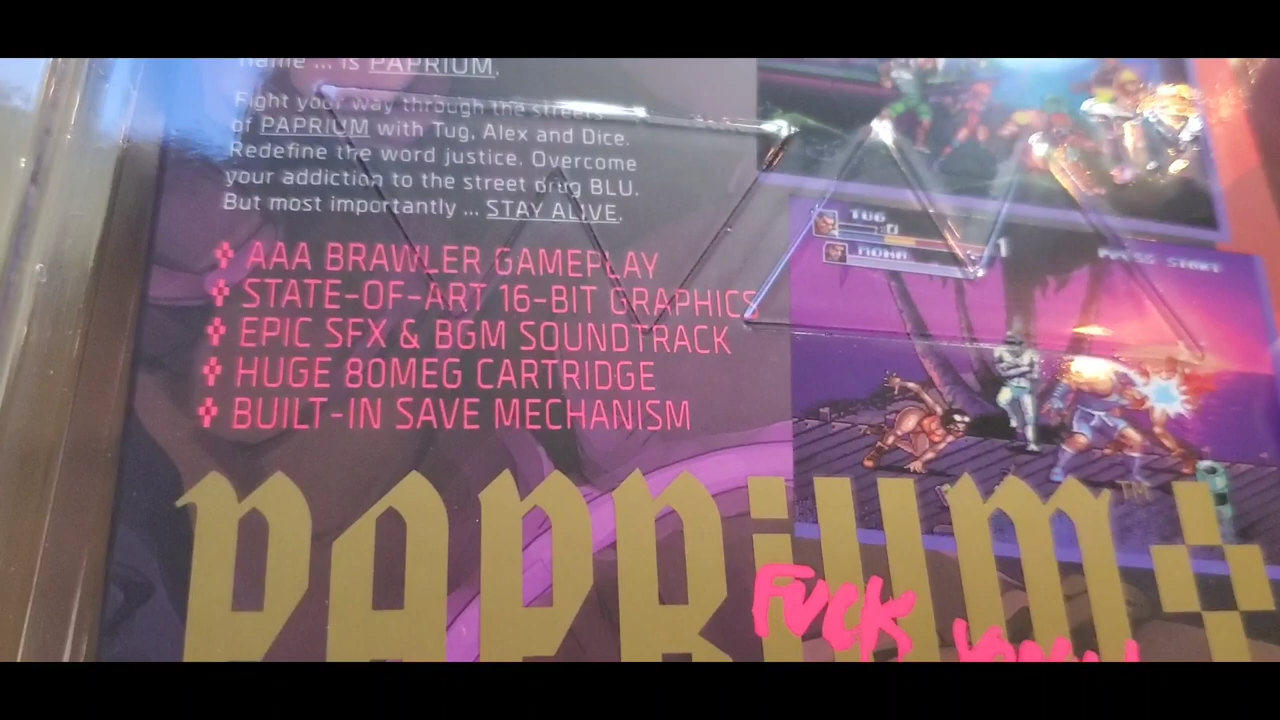 name ... is PAPRIUM.
Fight your way through the streets
of PAPRIUM with Tug, Alex and Dice.
Redefine the word justice. Overcome
your addiction to the street drug BLU.
But most importantly ... STAY ALIVE.
AAA BRAWLER GAMEPLAY
STATE-OF-ART 16-BIT GRAPHICS
EPIC SFX & BGM SOUNDTRACK
HUGE 80MEG CARTRIDGE
BUILT-IN SAVE MECHANISM
TUG
1
PRESS START
PAPRIUM TM
FUCK